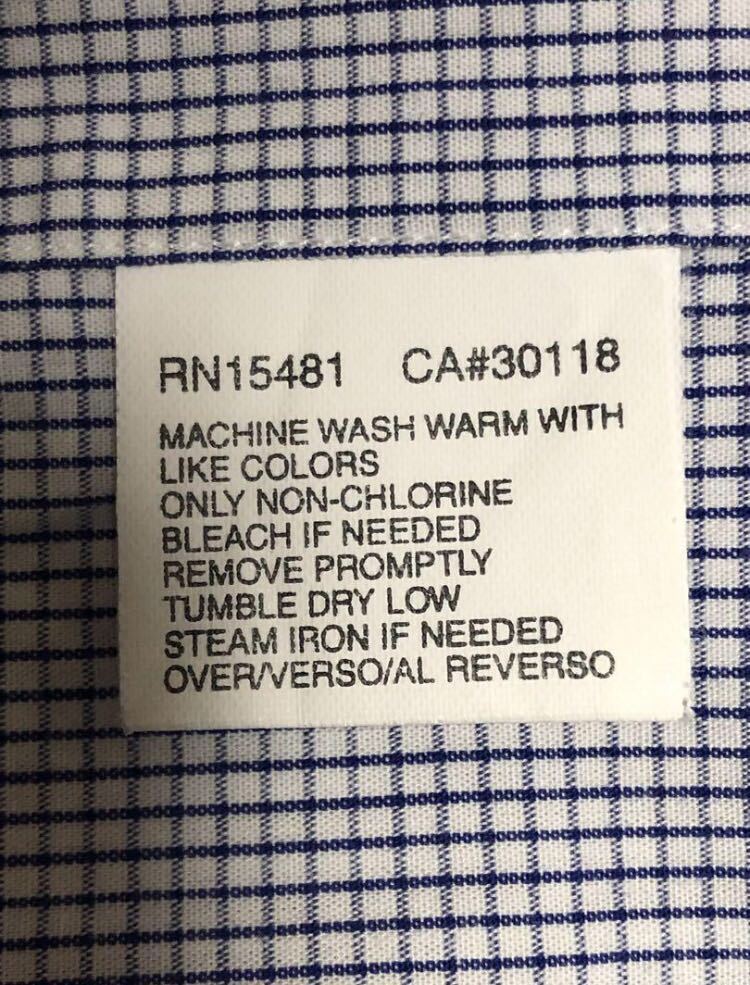 RN15481 CA#30118
MACHINE WASH WARM WITH
LIKE COLORS
ONLY NON-CHLORINE
BLEACH IF NEEDED
REMOVE PROMPTLY
TUMBLE DRY LOW
STEAM IRON IF NEEDED
OVER/VERSO/AL REVERSO